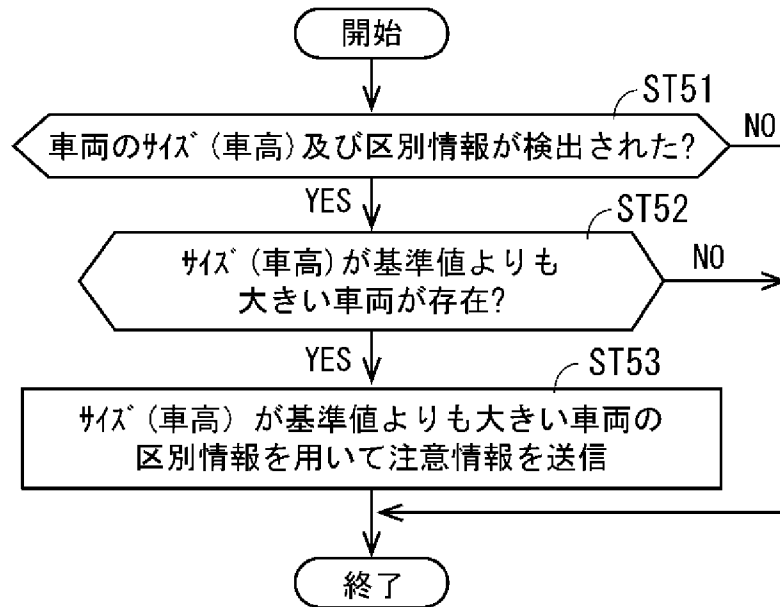 開始
ST51
車両のｻｲｽﾞ(車高)及び区別情報が検出された?
NO
YES
ST52
ｻｲｽﾞ(車高)が基準値よりも
大きい車両が存在?
NO
YES
ST53
ｻｲｽﾞ(車高)が基準値よりも大きい車両の
区別情報を用いて注意情報を送信
終了